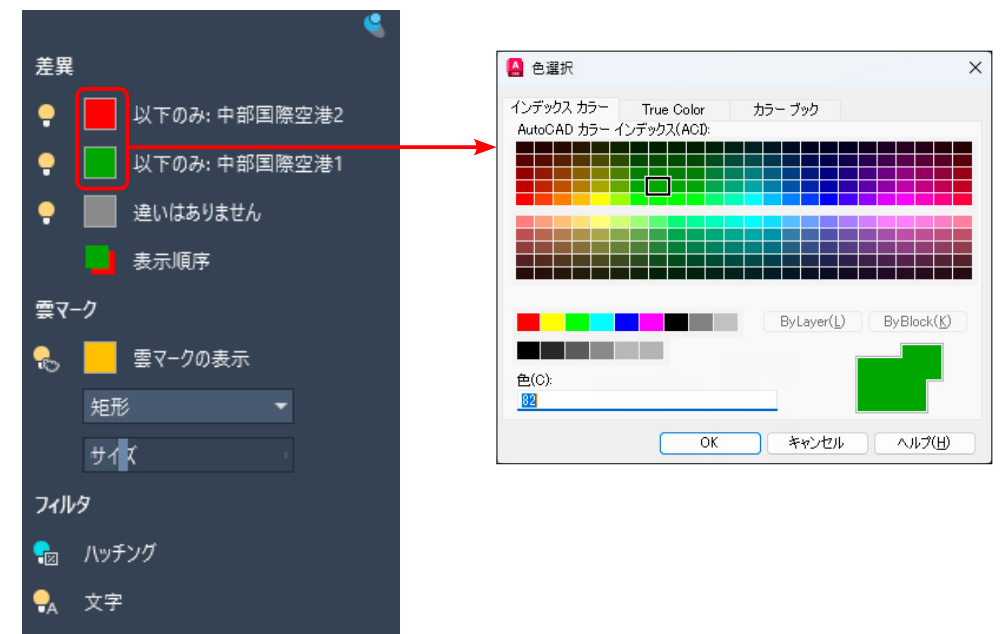 差異
以下のみ: 中部国際空港2
以下のみ: 中部国際空港1
違いはありません
表示順序
雲マーク
雲マークの表示
矩形
サイズ
フィルタ
ハッチング
A 文字
色選択
インデックス カラー True Color カラー ブック
AutoCAD カラー インデックス(ACI):
ByLayer(L) ByBlock(K)
色(C):
82
OK キャンセル ヘルプ(H)